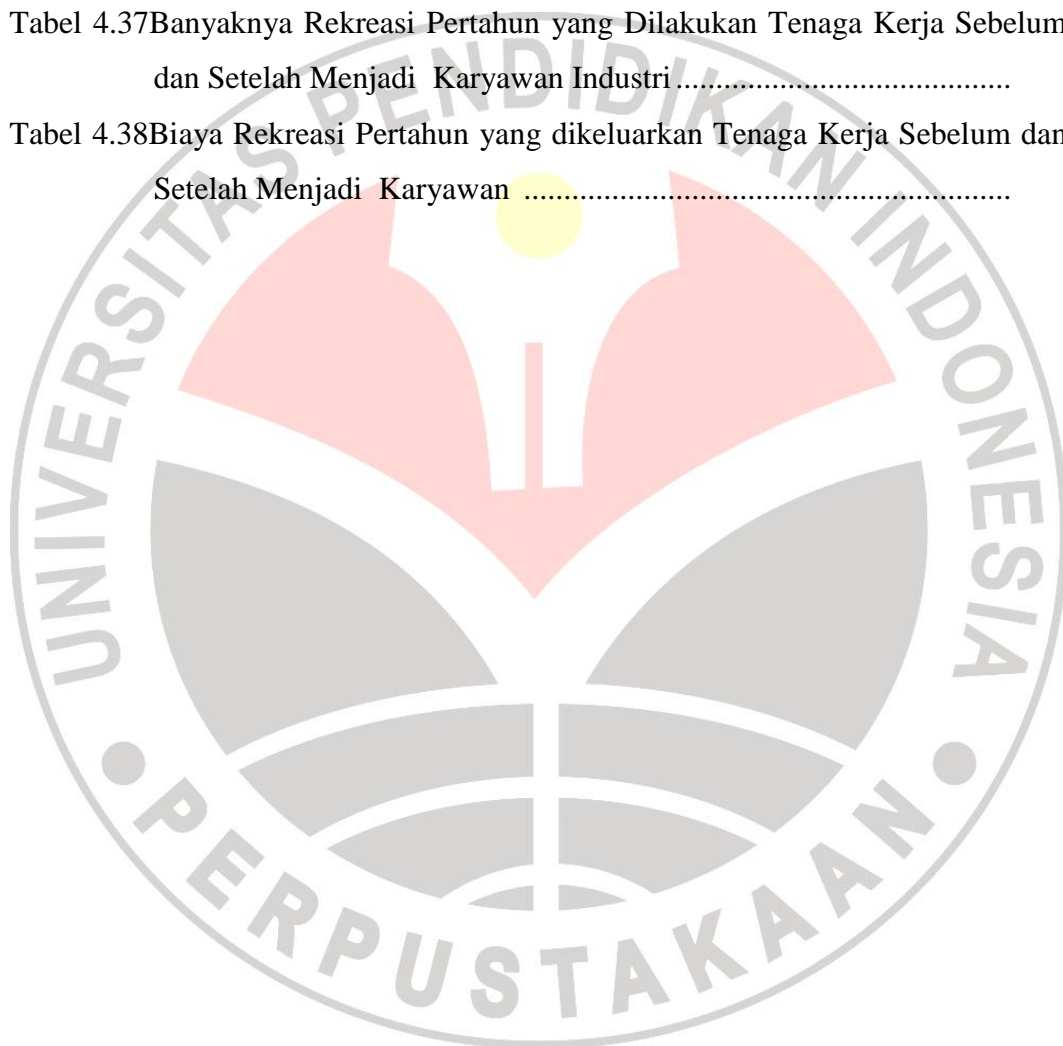 Tabel 4.37Banyaknya Rekreasi Pertahun yang Dilakukan Tenaga Kerja Sebelum
dan Setelah Menjadi Karyawan Industri..........................................
Tabel 4.38Biaya Rekreasi Pertahun yang dikeluarkan Tenaga Kerja Sebelum dan
Setelah Menjadi Karyawan .............................................................
UNIVERSITAS PENDIDIKAN INDONESIA
PERPUSTAKAAN